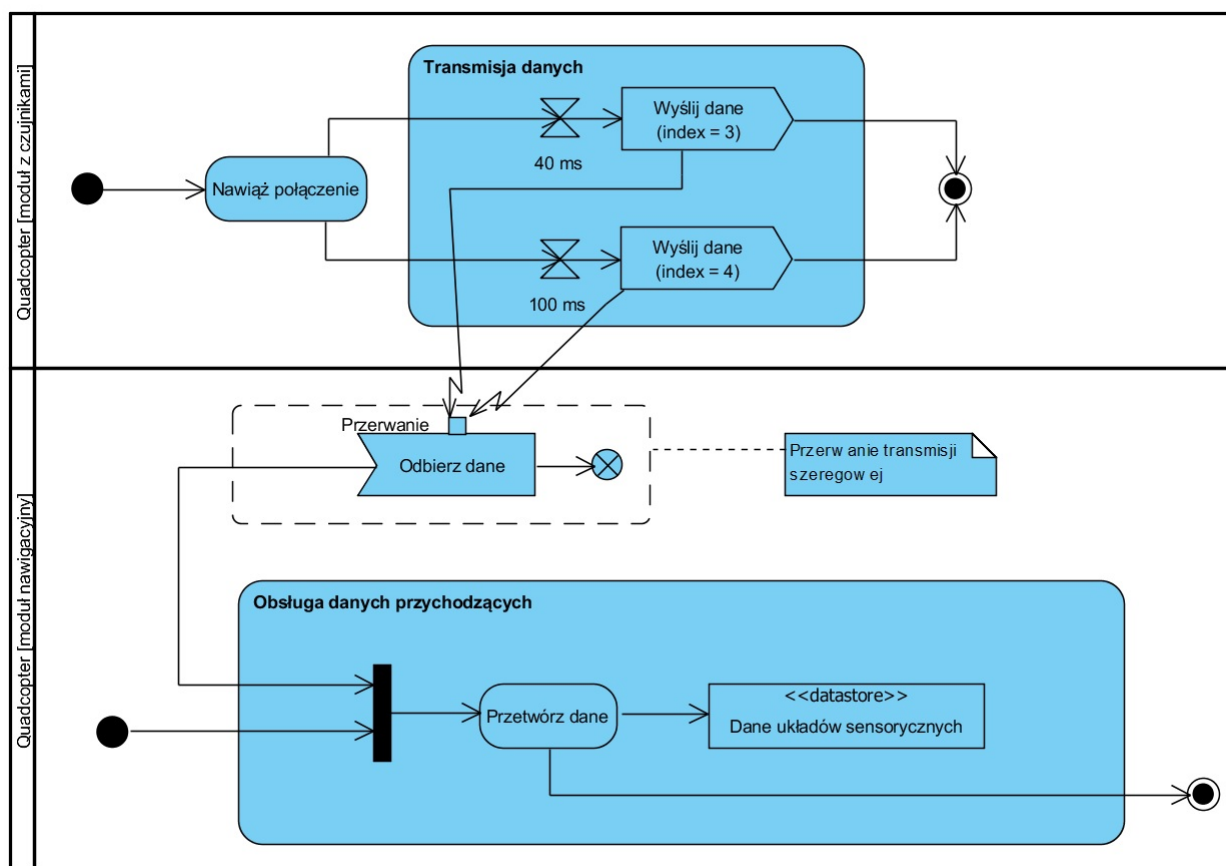 Quadcopter [moduł z czujnikami]
Transmisja danych
Wyślij dane
(index = 3)
40 ms
Nawiąż połączenie
Wyślij dane
(index = 4)
100 ms
Quadcopter [moduł nawigacyjny]
Przerwanie
Odbierz dane
Przerw anie transmisji
szeregow ej
Obsługa danych przychodzących
Przetwórz dane
<<datastore>>
Dane układów sensorycznych